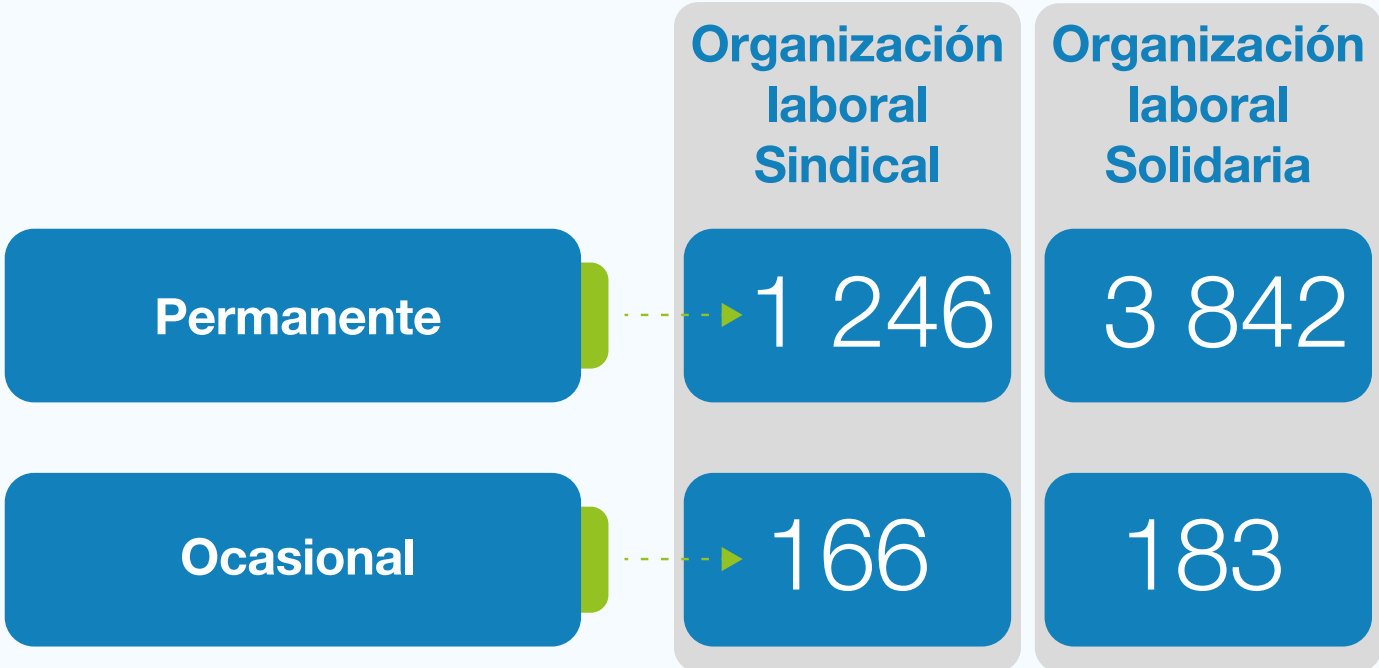 Organización
laboral
Sindical
Organización
laboral
Solidaria
Permanente
1 246
3 842
Ocasional
166
183